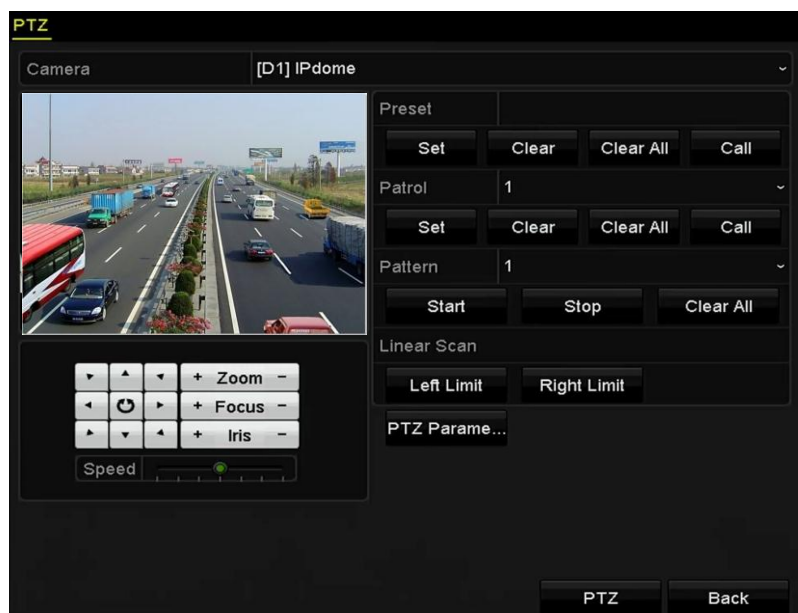 PTZ
Camera [D1] IPdome
Preset
Set Clear Clear All Call
Patrol 1
Set Clear Clear All Call
Pattern 1
Start Stop Clear All
Linear Scan
Left Limit Right Limit
PTZ Parame...
+ Zoom -
+ Focus -
+ Iris -
Speed
PTZ Back